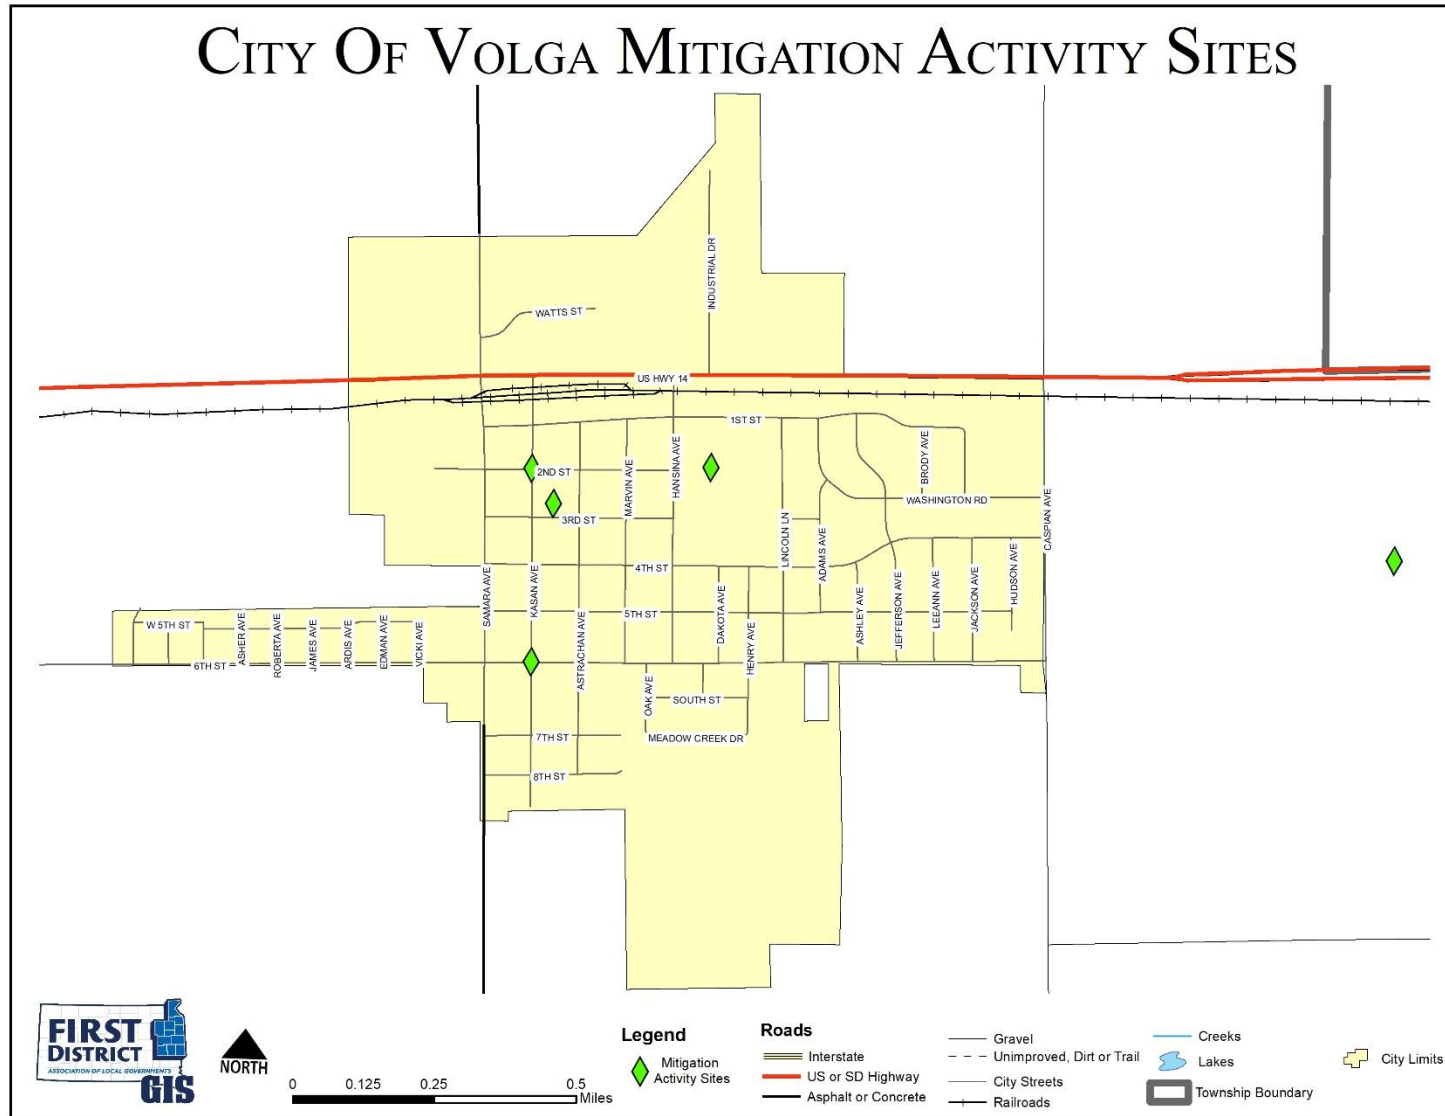 CITY OF VOLGA MITIGATION ACTIVITY SITES
INDUSTRIAL DR
WATTS ST
US HWY 14
1ST ST
BRODY AVE
2ND ST
MARVIN AVE
HANSINA AVE
WASHINGTON RD
3RD ST
LINCOLN LN
ADAMS AVE
CASPIAN AVE
4TH ST
SAMARA AVE
KASAN AVE
HUDSON AVE
W 5TH ST
ASHER AVE
ROBERTA AVE
JAMES AVE
ARDIS AVE
EDMAN AVE
VICKI AVE
ASTRACHAN AVE
5TH ST
DAKOTA AVE
HENRY AVE
ASHLEY AVE
JEFFERSON AVE
LEEANN AVE
JACKSON AVE
6TH ST
OAK AVE
SOUTH ST
7TH ST
MEADOW CREEK DR
8TH ST
FIRST
DISTRICT
ASSOCIATION OF LOCAL GOVERNMENTS
GIS
NORTH
0 0.125 0.25 0.5
Miles
Legend
Mitigation
Activity Sites
Roads
Interstate
US or SD Highway
Asphalt or Concrete
Gravel
Unimproved, Dirt or Trail
City Streets
Railroads
Creeks
Lakes
Township Boundary
City Limits